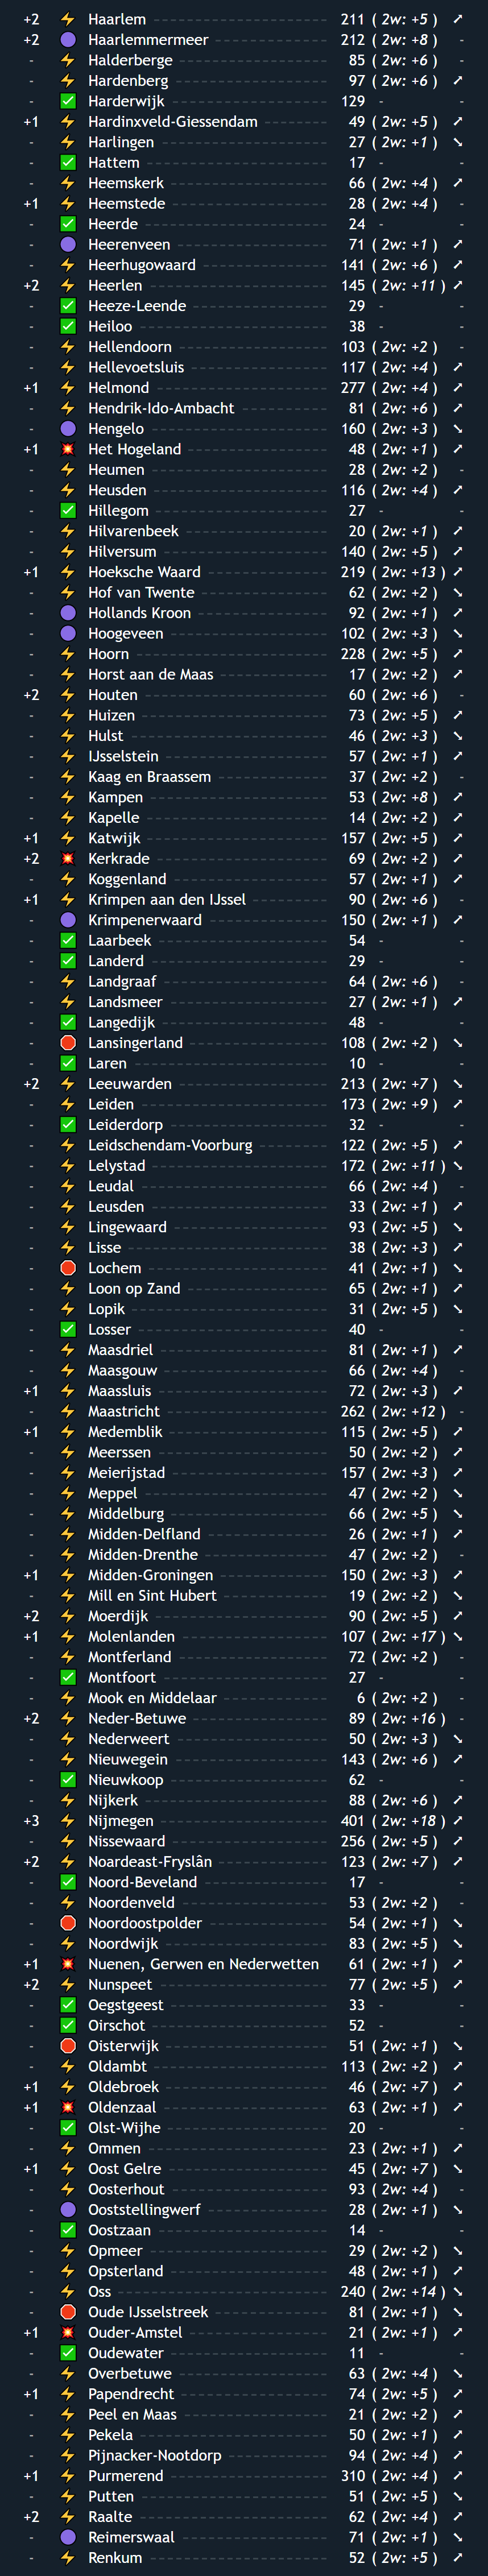 +2 ⚡ Haarlem 211 ( 2w: +5 ) ➚
+2 🟣 Haarlemmermeer 212 ( 2w: +8 ) -
- ⚡ Halderberge 85 ( 2w: +6 ) -
- ⚡ Hardenberg 97 ( 2w: +6 ) ➚
- ✅ Harderwijk 129 - -
+1 ⚡ Hardinxveld-Giessendam 49 ( 2w: +5 ) ➚
- ⚡ Harlingen 27 ( 2w: +1 ) ➘
- ✅ Hattem 17 - -
- ⚡ Heemskerk 66 ( 2w: +4 ) ➚
+1 ⚡ Heemstede 28 ( 2w: +4 ) -
- ✅ Heerde 24 - -
- 🟣 Heerenveen 71 ( 2w: +1 ) ➚
- ⚡ Heerhugowaard 141 ( 2w: +6 ) ➚
+2 ⚡ Heerlen 145 ( 2w: +11 ) ➚
- ✅ Heeze-Leende 29 - -
- ✅ Heiloo 38 - -
- ⚡ Hellendoorn 103 ( 2w: +2 ) -
- ⚡ Hellevoetsluis 117 ( 2w: +4 ) ➚
+1 ⚡ Helmond 277 ( 2w: +4 ) ➚
- ⚡ Hendrik-Ido-Ambacht 81 ( 2w: +6 ) ➚
- 🟣 Hengelo 160 ( 2w: +3 ) ➘
+1 💥 Het Hogeland 48 ( 2w: +1 ) ➚
- ⚡ Heumen 28 ( 2w: +2 ) -
- ⚡ Heusden 116 ( 2w: +4 ) ➚
- ✅ Hillegom 27 - -
- ⚡ Hilvarenbeek 20 ( 2w: +1 ) ➚
- ⚡ Hilversum 140 ( 2w: +5 ) ➚
+1 ⚡ Hoeksche Waard 219 ( 2w: +13 ) ➚
- ⚡ Hof van Twente 62 ( 2w: +2 ) ➘
- 🟣 Hollands Kroon 92 ( 2w: +1 ) ➚
- 🟣 Hoogeveen 102 ( 2w: +3 ) ➘
- ⚡ Hoorn 228 ( 2w: +5 ) ➚
- ⚡ Horst aan de Maas 17 ( 2w: +2 ) ➚
+2 ⚡ Houten 60 ( 2w: +6 ) -
- ⚡ Huizen 73 ( 2w: +5 ) ➚
- ⚡ Hulst 46 ( 2w: +3 ) ➘
- ⚡ IJsselstein 57 ( 2w: +1 ) ➚
- ⚡ Kaag en Braassem 37 ( 2w: +2 ) -
- ⚡ Kampen 53 ( 2w: +8 ) ➚
- ⚡ Kapelle 14 ( 2w: +2 ) ➚
+1 ⚡ Katwijk 157 ( 2w: +5 ) ➚
+2 💥 Kerkrade 69 ( 2w: +2 ) ➚
- ⚡ Koggenland 57 ( 2w: +1 ) ➚
+1 ⚡ Krimpen aan den IJssel 90 ( 2w: +6 ) -
- 🟣 Krimpenerwaard 150 ( 2w: +1 ) ➚
- ✅ Laarbeek 54 - -
- ✅ Landerd 29 - -
- ⚡ Landgraaf 64 ( 2w: +6 ) -
- ⚡ Landsmeer 27 ( 2w: +1 ) ➚
- ✅ Langedijk 48 - -
- 🛑 Lansingerland 108 ( 2w: +2 ) ➘
- ✅ Laren 10 - -
+2 ⚡ Leeuwarden 213 ( 2w: +7 ) ➘
- ⚡ Leiden 173 ( 2w: +9 ) ➚
- ✅ Leiderdorp 32 - -
- ⚡ Leidschendam-Voorburg 122 ( 2w: +5 ) ➚
- ⚡ Lelystad 172 ( 2w: +11 ) ➘
- ⚡ Leudal 66 ( 2w: +4 ) -
- ⚡ Leusden 33 ( 2w: +1 ) ➚
- ⚡ Lingewaard 93 ( 2w: +5 ) ➘
- ⚡ Lisse 38 ( 2w: +3 ) ➚
- 🛑 Lochem 41 ( 2w: +1 ) ➘
- ⚡ Loon op Zand 65 ( 2w: +1 ) ➚
- ⚡ Lopik 31 ( 2w: +5 ) ➘
- ✅ Losser 40 - -
- ⚡ Maasdriel 81 ( 2w: +1 ) ➚
- ⚡ Maasgouw 66 ( 2w: +4 ) -
+1 ⚡ Maassluis 72 ( 2w: +3 ) ➚
- ⚡ Maastricht 262 ( 2w: +12 ) -
+1 ⚡ Medemblik 115 ( 2w: +5 ) ➚
- ⚡ Meerssen 50 ( 2w: +2 ) ➚
- ⚡ Meierijstad 157 ( 2w: +3 ) ➚
- ⚡ Meppel 47 ( 2w: +2 ) ➘
- ⚡ Middelburg 66 ( 2w: +5 ) ➘
- ⚡ Midden-Delfland 26 ( 2w: +1 ) ➚
- ⚡ Midden-Drenthe 47 ( 2w: +2 ) -
+1 ⚡ Midden-Groningen 150 ( 2w: +3 ) ➚
- ⚡ Mill en Sint Hubert 19 ( 2w: +2 ) ➘
+2 ⚡ Moerdijk 90 ( 2w: +5 ) ➚
+1 ⚡ Molenlanden 107 ( 2w: +17 ) ➘
- ⚡ Montferland 72 ( 2w: +2 ) -
- ✅ Montfoort 27 - -
- ⚡ Mook en Middelaar 6 ( 2w: +2 ) -
+2 ⚡ Neder-Betuwe 89 ( 2w: +16 ) -
- ⚡ Nederweert 50 ( 2w: +3 ) ➘
- ⚡ Nieuwegein 143 ( 2w: +6 ) ➚
- ✅ Nieuwkoop 62 - -
- ⚡ Nijkerk 88 ( 2w: +6 ) ➚
+3 ⚡ Nijmegen 401 ( 2w: +18 ) ➚
- ⚡ Nissewaard 256 ( 2w: +5 ) ➚
+2 ⚡ Noardeast-Fryslân 123 ( 2w: +7 ) ➚
- ✅ Noord-Beveland 17 - -
- ⚡ Noordenveld 53 ( 2w: +2 ) -
- 🛑 Noordoostpolder 54 ( 2w: +1 ) ➘
- ⚡ Noordwijk 83 ( 2w: +5 ) ➘
+1 💥 Nuenen, Gerwen en Nederwetten 61 ( 2w: +1 ) ➚
+2 ⚡ Nunspeet 77 ( 2w: +5 ) ➚
- ✅ Oegstgeest 33 - -
- ✅ Oirschot 52 - -
- 🛑 Oisterwijk 51 ( 2w: +1 ) ➘
- ⚡ Oldambt 113 ( 2w: +2 ) ➚
+1 ⚡ Oldebroek 46 ( 2w: +7 ) ➚
+1 💥 Oldenzaal 63 ( 2w: +1 ) ➚
- ✅ Olst-Wijhe 20 - -
- ⚡ Ommen 23 ( 2w: +1 ) ➚
+1 ⚡ Oost Gelre 45 ( 2w: +7 ) ➘
- ⚡ Oosterhout 93 ( 2w: +4 ) -
- 🟣 Ooststellingwerf 28 ( 2w: +1 ) ➘
- ✅ Oostzaan 14 - -
- ⚡ Opmeer 29 ( 2w: +2 ) ➘
- ⚡ Opsterland 48 ( 2w: +1 ) ➚
- ⚡ Oss 240 ( 2w: +14 ) ➘
- 🛑 Oude IJsselstreek 81 ( 2w: +1 ) ➘
+1 💥 Ouder-Amstel 21 ( 2w: +1 ) ➚
- ✅ Oudewater 11 - -
- ⚡ Overbetuwe 63 ( 2w: +4 ) ➘
+1 ⚡ Papendrecht 74 ( 2w: +5 ) ➚
- ⚡ Peel en Maas 21 ( 2w: +2 ) ➚
- ⚡ Pekela 50 ( 2w: +1 ) ➚
- ⚡ Pijnacker-Nootdorp 94 ( 2w: +4 ) ➚
+1 ⚡ Purmerend 310 ( 2w: +4 ) ➚
- ⚡ Putten 51 ( 2w: +5 ) ➘
+2 ⚡ Raalte 62 ( 2w: +4 ) ➚
- 🟣 Reimerswaal 71 ( 2w: +1 ) ➘
- ⚡ Renkum 52 ( 2w: +5 ) ➚